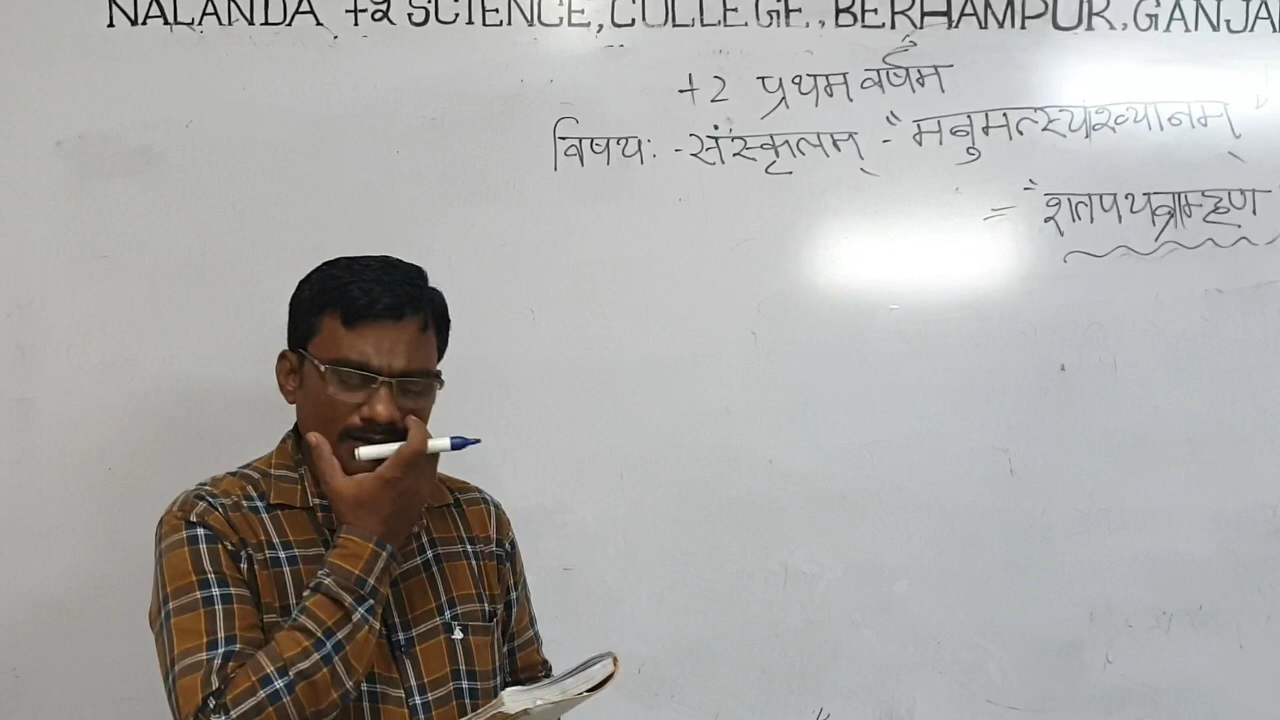 NALANDA +2 SCIENCE, COLLEGE, BERHAMPUR, GANJA
+2 प्रथम वर्षम
विषयः - संस्कृतम् - "मनुमत्स्याख्यानम्"
= "शतपथब्राम्हण